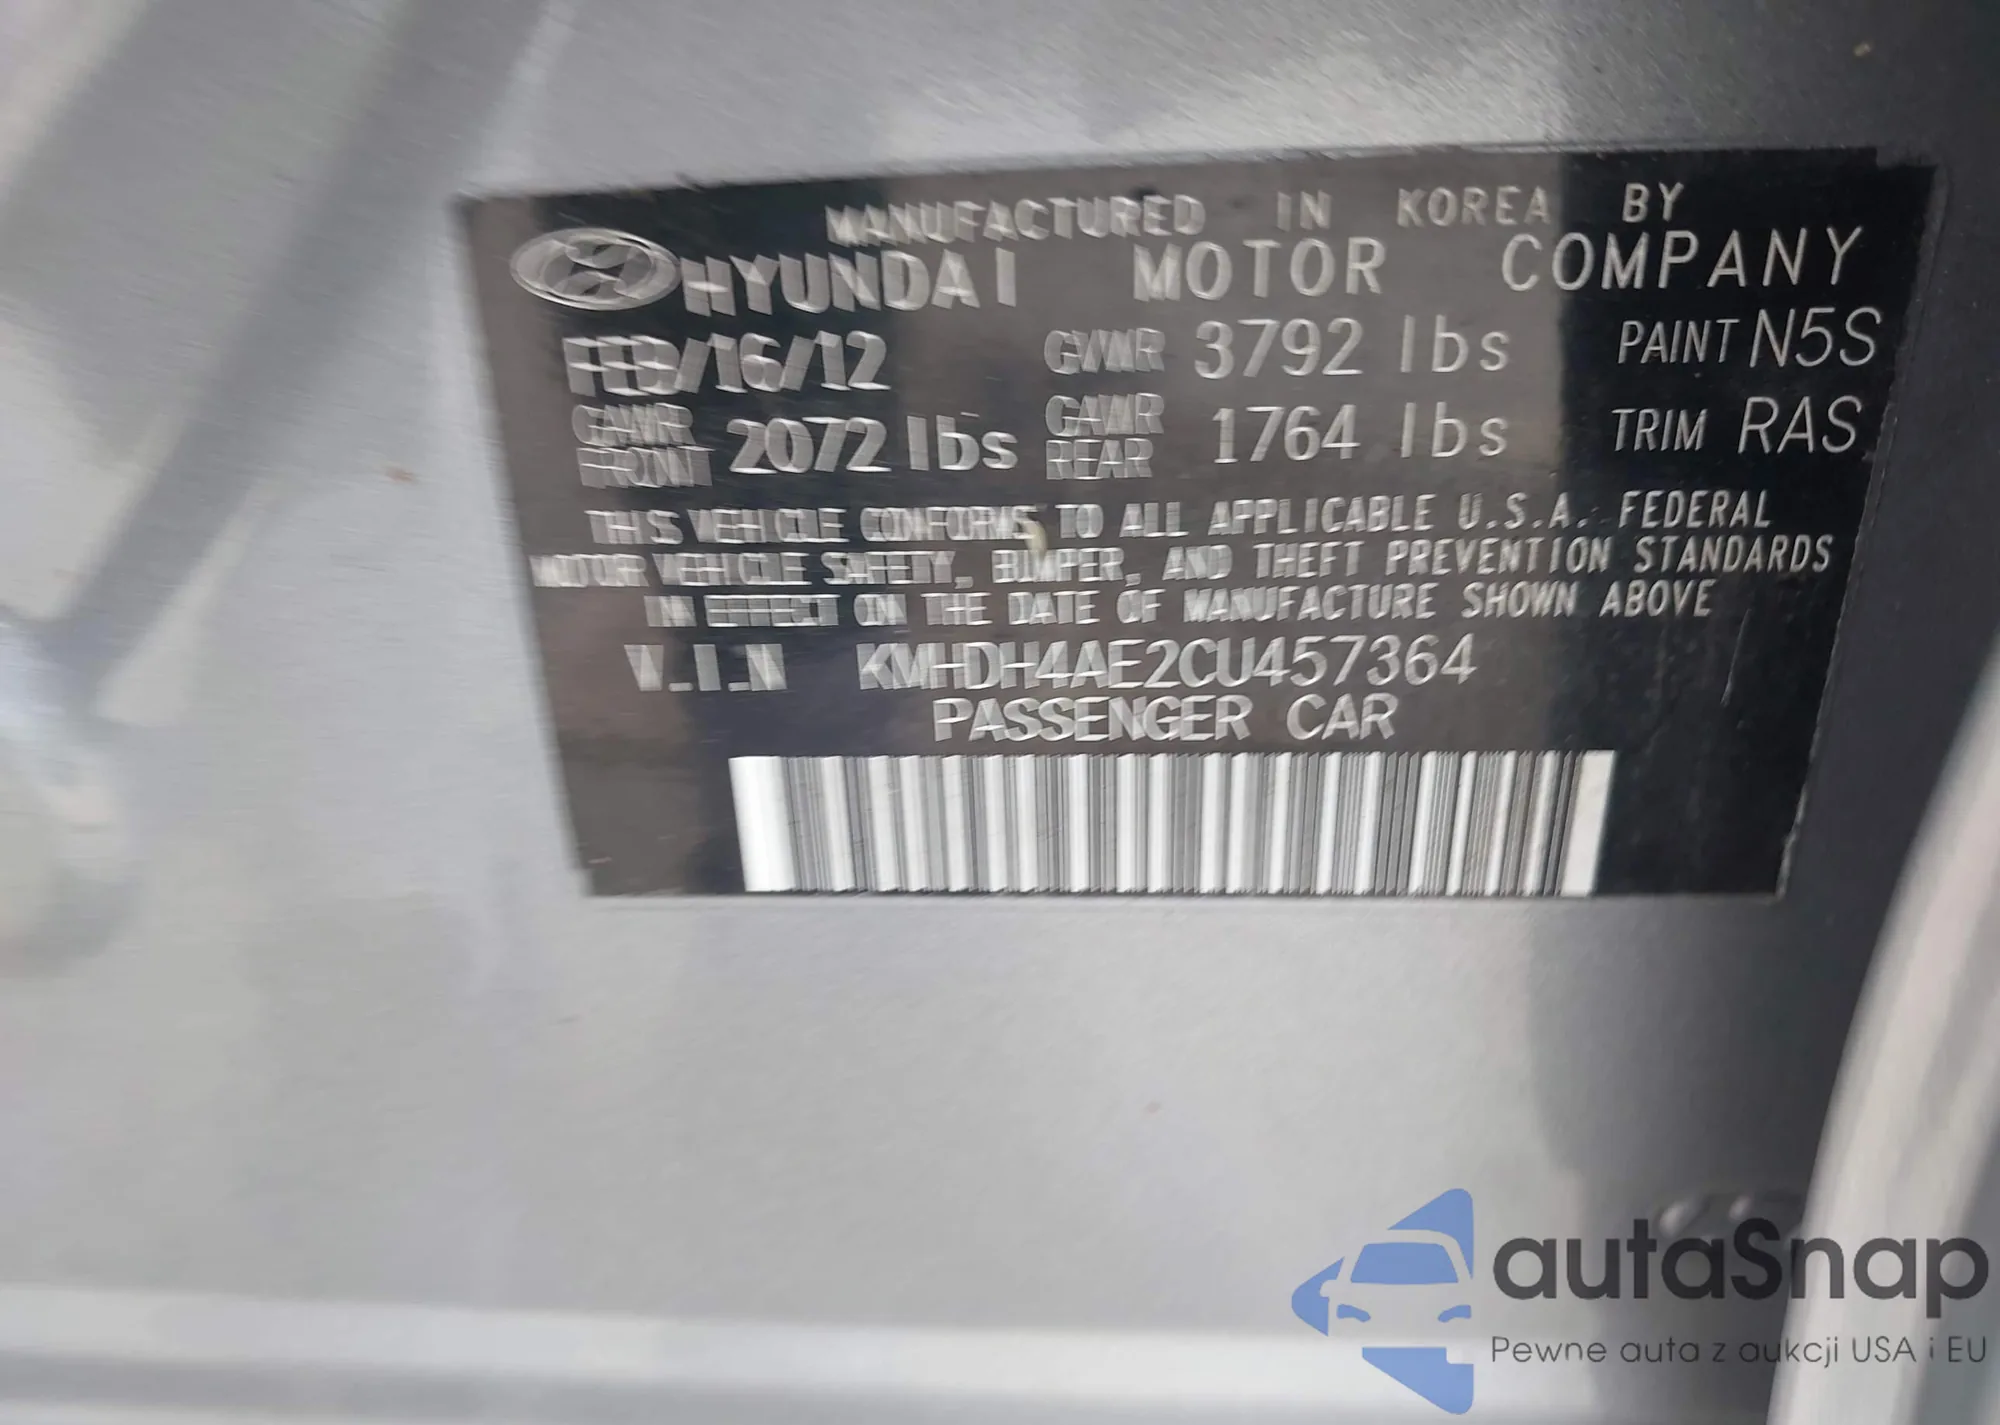 MANUFACTURED IN KOREA BY
HYUNDAI MOTOR COMPANY
FEB/16/12 GVWR 3792 lbs PAINT N5S
GAWR FRONT 2072 lbs GAWR REAR 1764 lbs TRIM RAS
THIS VEHICLE CONFORMS TO ALL APPLICABLE U.S.A. FEDERAL
MOTOR VEHICLE SAFETY, BUMPER, AND THEFT PREVENTION STANDARDS
IN EFFECT ON THE DATE OF MANUFACTURE SHOWN ABOVE
V.I.N KMHDH4AE2CU457364
PASSENGER CAR
autaSnap
Pewne auta z aukcji USA i EU